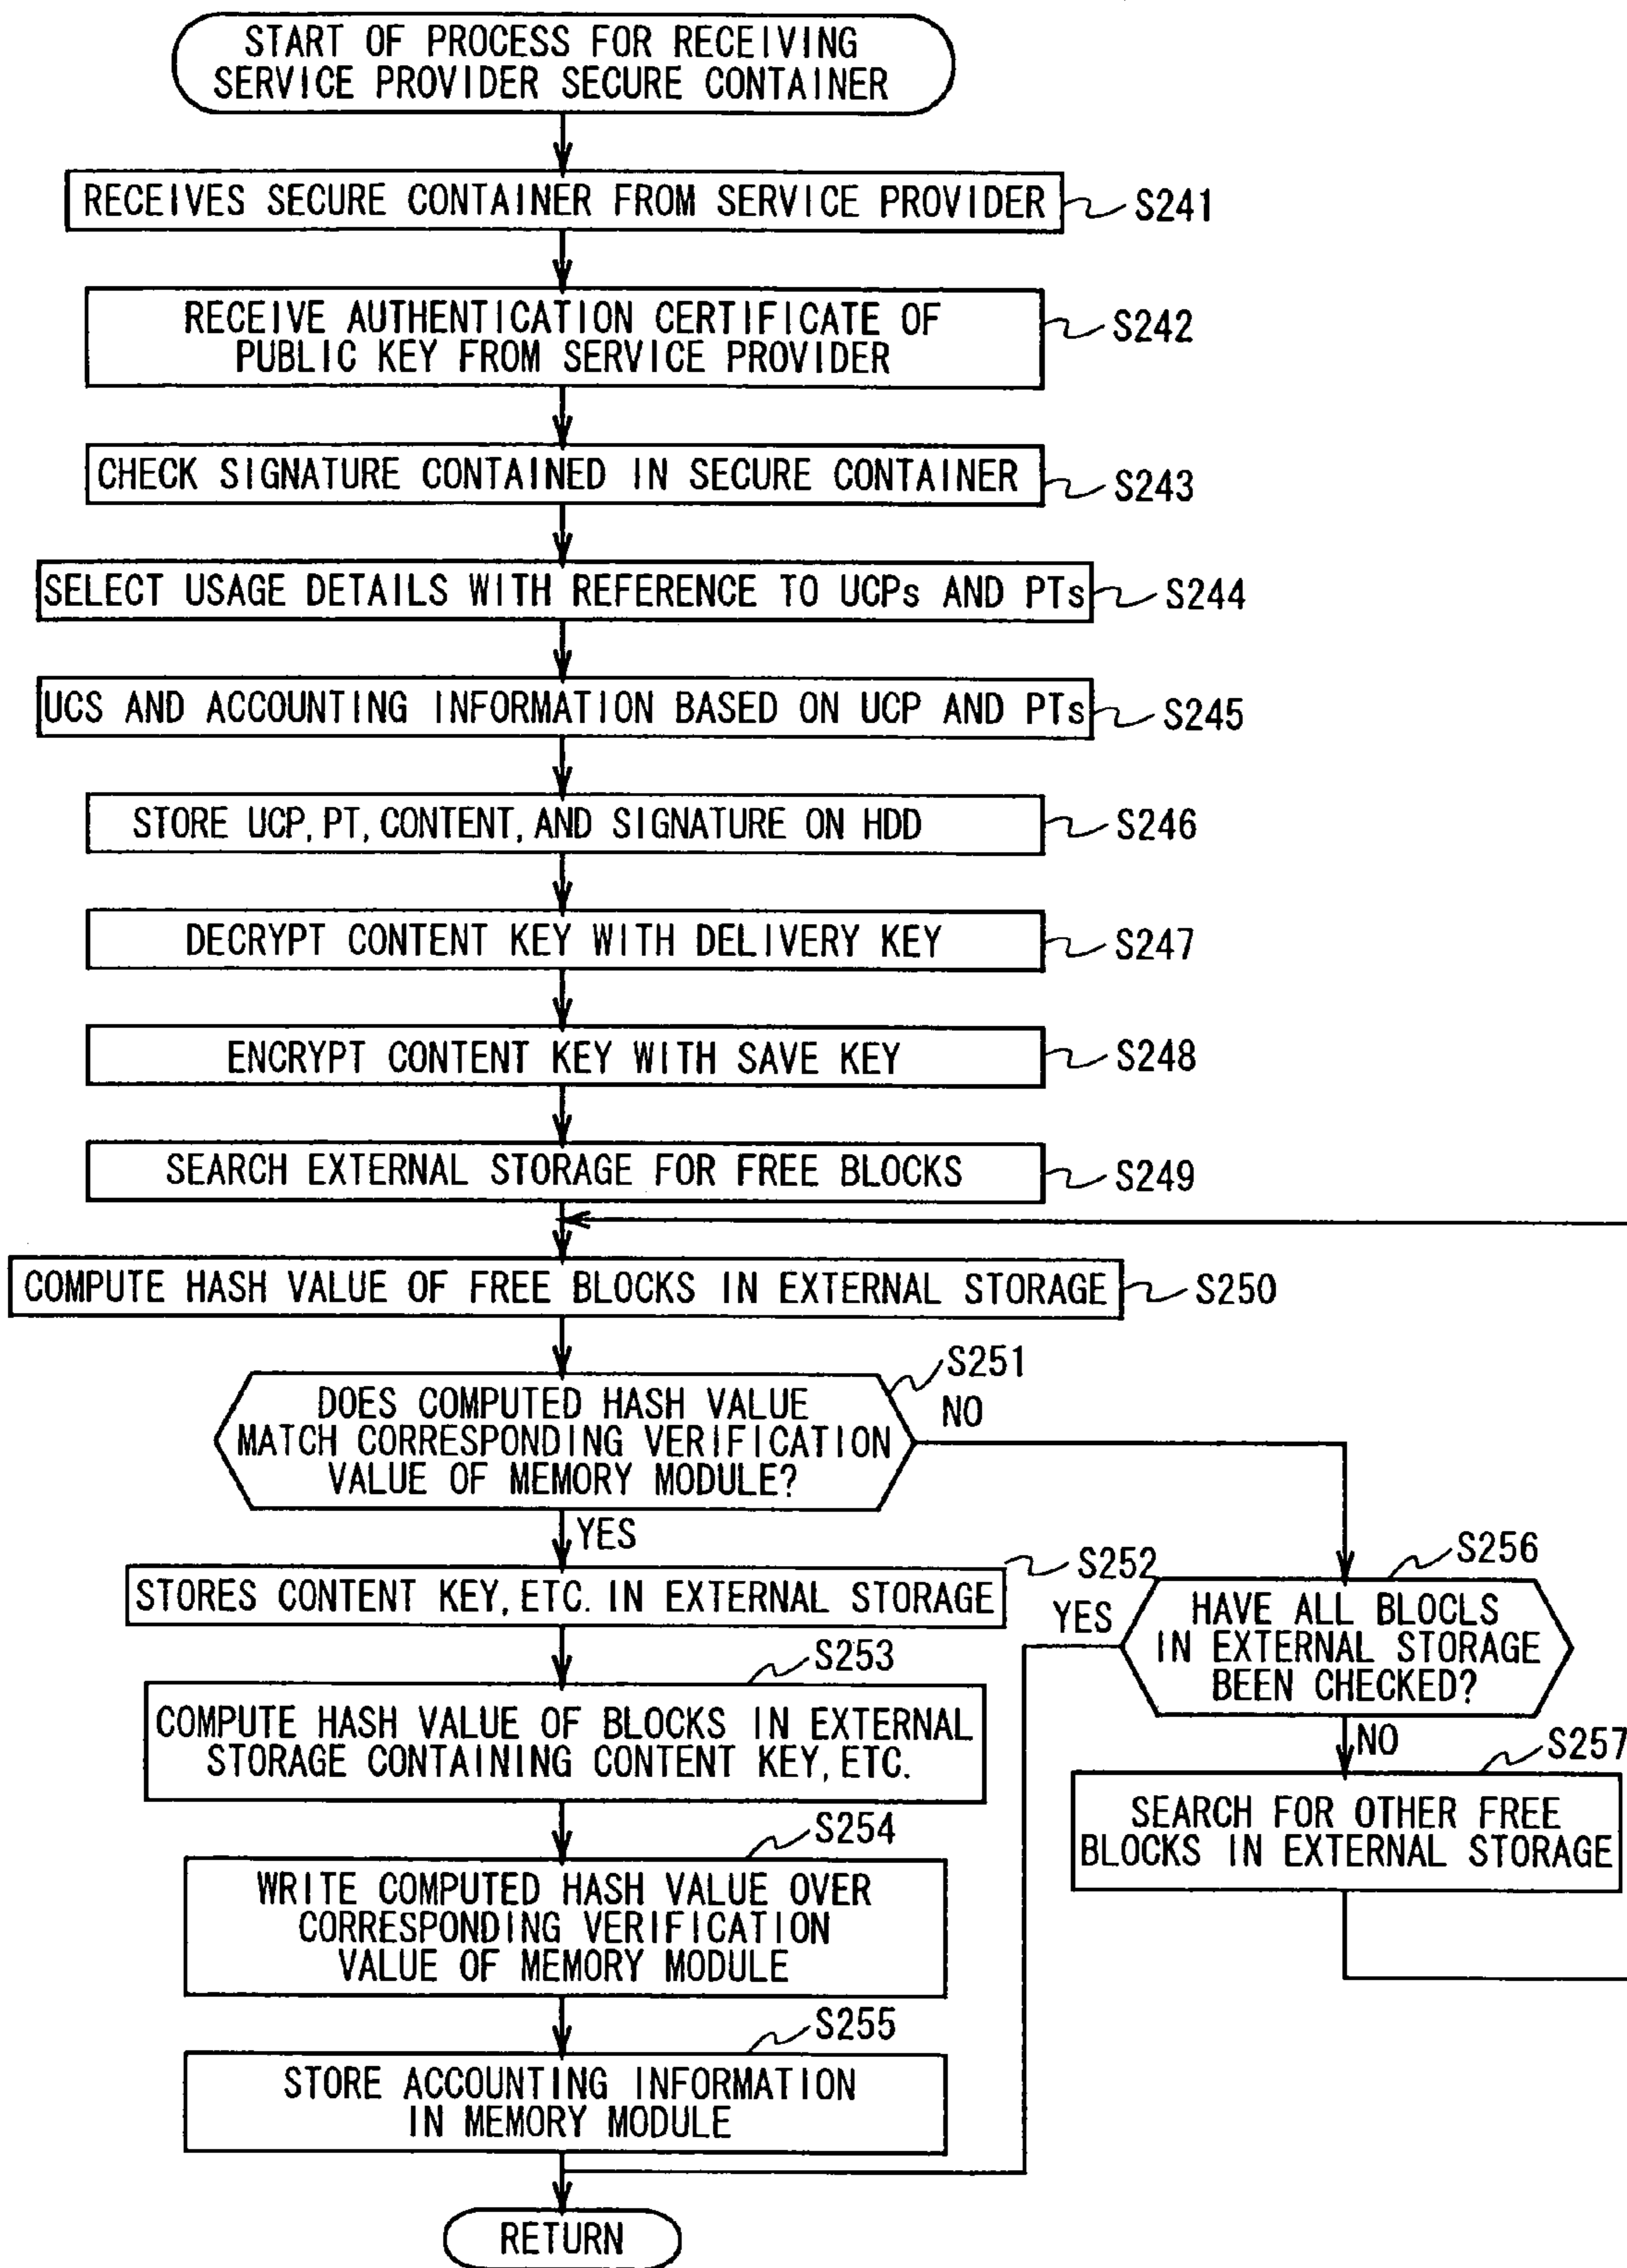 START OF PROCESS FOR RECEIVING
SERVICE PROVIDER SECURE CONTAINER
RECEIVES SECURE CONTAINER FROM SERVICE PROVIDER
S241
RECEIVE AUTHENTICATION CERTIFICATE OF
PUBLIC KEY FROM SERVICE PROVIDER
S242
CHECK SIGNATURE CONTAINED IN SECURE CONTAINER
S243
SELECT USAGE DETAILS WITH REFERENCE TO UCPs AND PTs
S244
UCS AND ACCOUNTING INFORMATION BASED ON UCP AND PTs
S245
STORE UCP, PT, CONTENT, AND SIGNATURE ON HDD
S246
DECRYPT CONTENT KEY WITH DELIVERY KEY
S247
ENCRYPT CONTENT KEY WITH SAVE KEY
S248
SEARCH EXTERNAL STORAGE FOR FREE BLOCKS
S249
COMPUTE HASH VALUE OF FREE BLOCKS IN EXTERNAL STORAGE
S250
S251
DOES COMPUTED HASH VALUE
MATCH CORRESPONDING VERIFICATION
VALUE OF MEMORY MODULE?
NO
YES
S252
STORES CONTENT KEY, ETC. IN EXTERNAL STORAGE
S253
COMPUTE HASH VALUE OF BLOCKS IN EXTERNAL
STORAGE CONTAINING CONTENT KEY, ETC.
S254
WRITE COMPUTED HASH VALUE OVER
CORRESPONDING VERIFICATION
VALUE OF MEMORY MODULE
S255
STORE ACCOUNTING INFORMATION
IN MEMORY MODULE
S256
YES
HAVE ALL BLOCLS
IN EXTERNAL STORAGE
BEEN CHECKED?
NO
S257
SEARCH FOR OTHER FREE
BLOCKS IN EXTERNAL STORAGE
RETURN